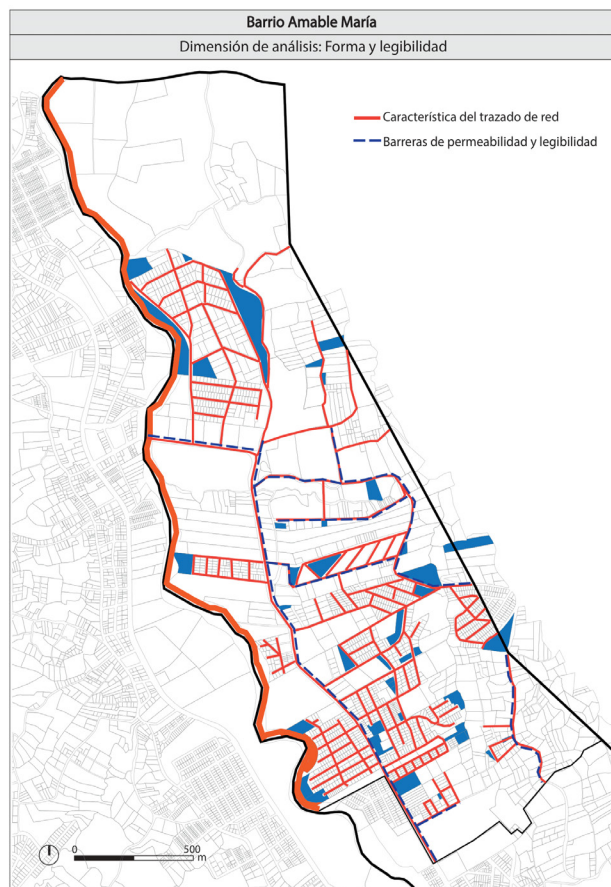 Barrio Amable María
Dimensión de análisis: Forma y legibilidad
Característica del trazado de red
Barreras de permeabilidad y legibilidad
0 500
m